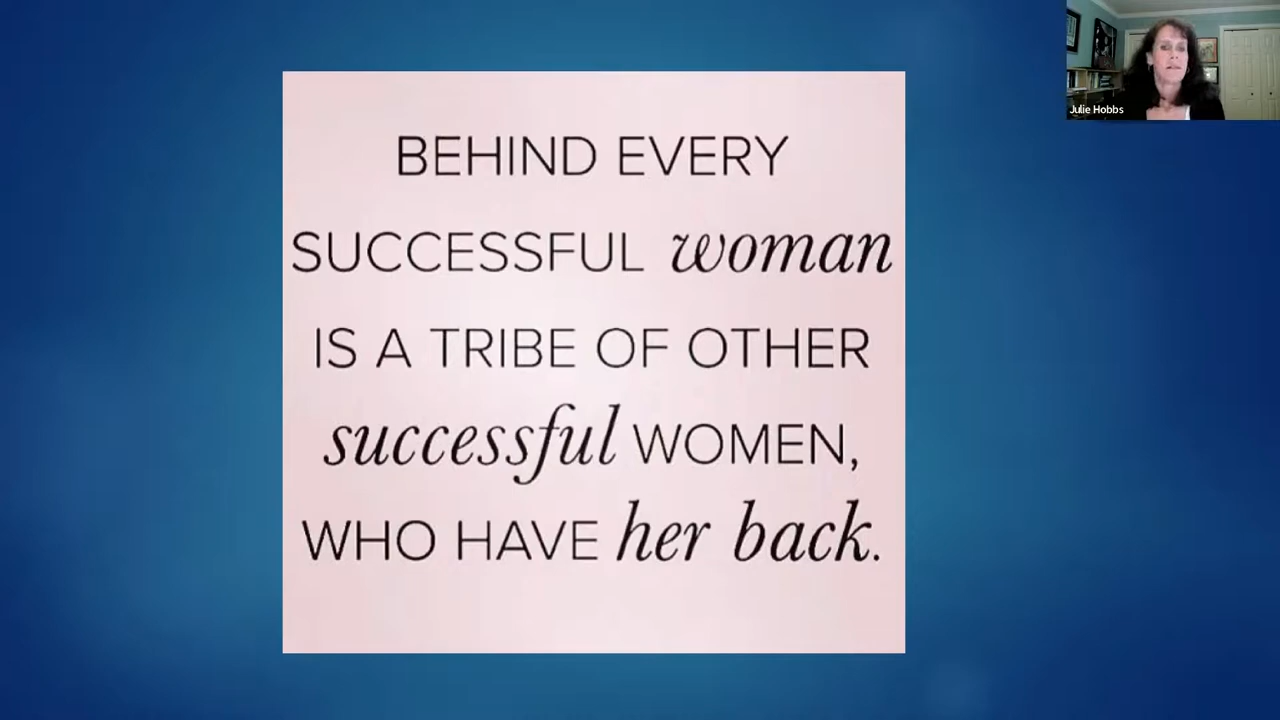 BEHIND EVERY
SUCCESSFUL woman
IS A TRIBE OF OTHER
successful WOMEN,
WHO HAVE her back.
Julie Hobbs